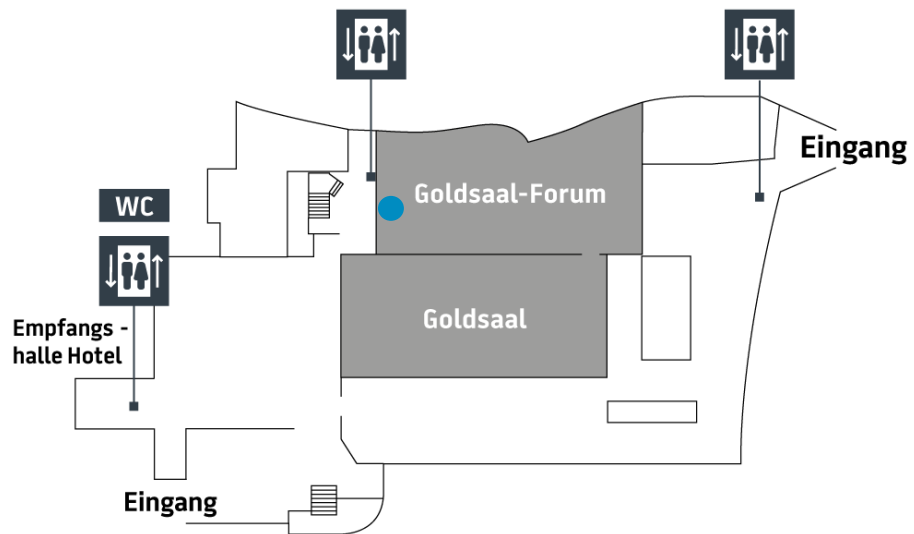 Eingang
Goldsaal-Forum
WC
Goldsaal
Empfangs -
halle Hotel
Eingang